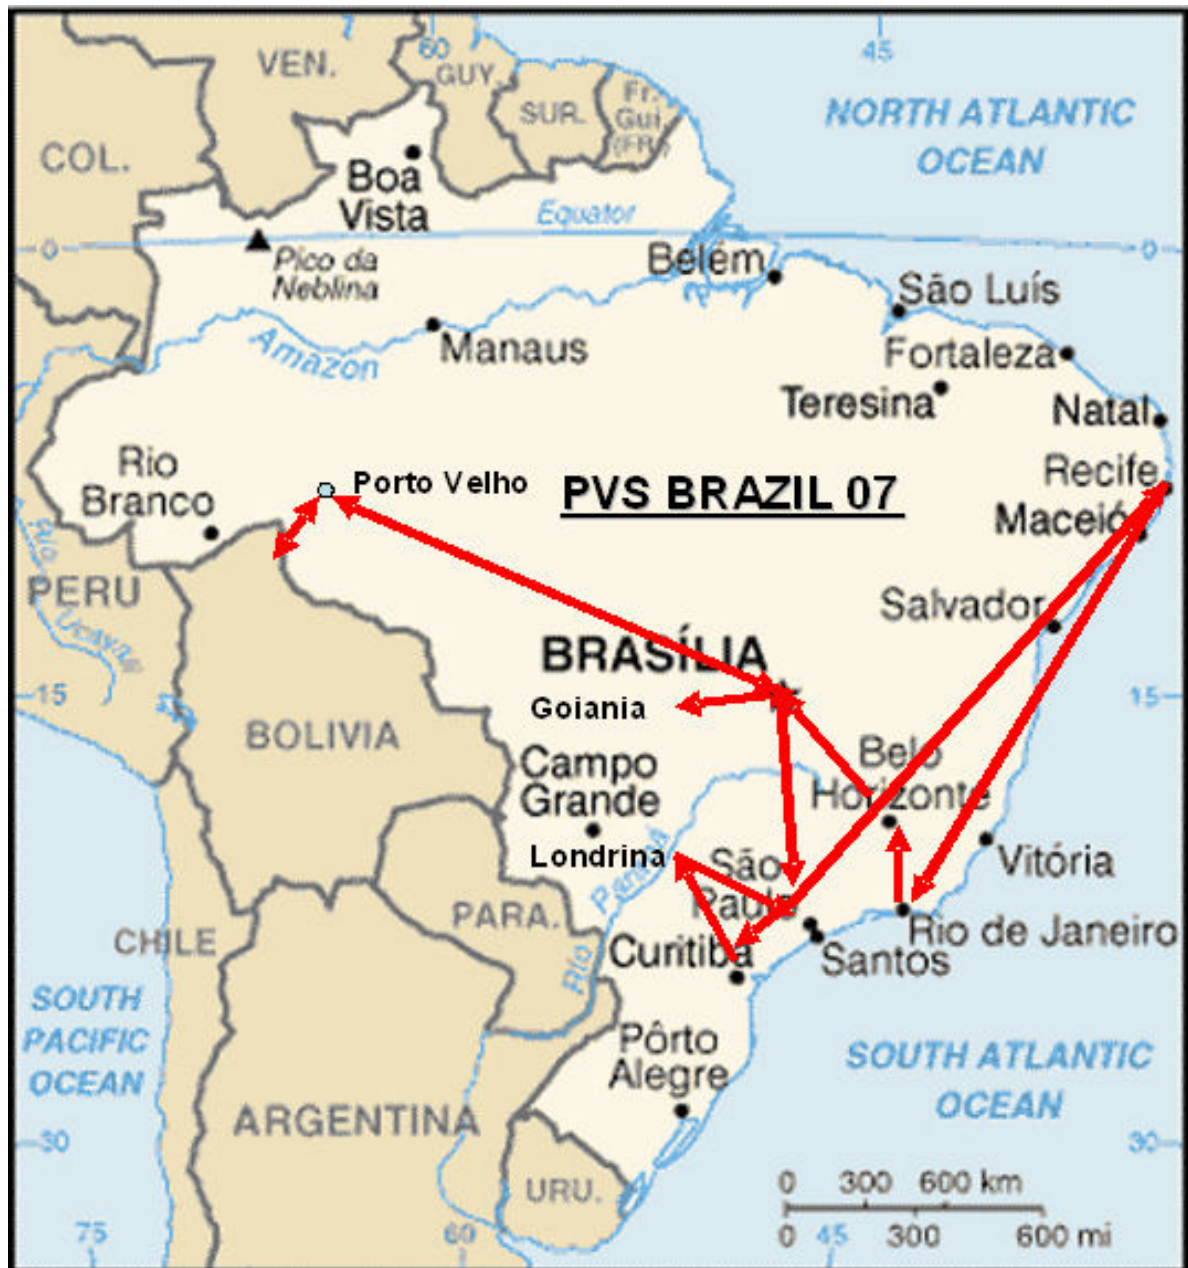 60
45
VEN.
GUY.
SUR.
Fr.
Gui
(FR.)
NORTH ATLANTIC
OCEAN
COL.
Boa
Vista
Equator
0
0
Pico da
Neblina
Belém
São Luís
Amazon
Manaus
Fortaleza
Teresina
Natal
Rio
Branco
Porto Velho
PVS BRAZIL 07
Recife
Maceió
Río
Ucayali
PERU
Salvador
BRASÍLIA
15
15
Goiania
BOLIVIA
Belo
Horizonte
Campo
Grande
Londrina
São
Paulo
Vitória
Río Paraná
PARA.
CHILE
Curitiba
Santos
Rio de Janeiro
SOUTH
PACIFIC
OCEAN
Pôrto
Alegre
SOUTH ATLANTIC
OCEAN
ARGENTINA
30
30
URU.
0 300 600 km
0 300 600 mi
75
60
45